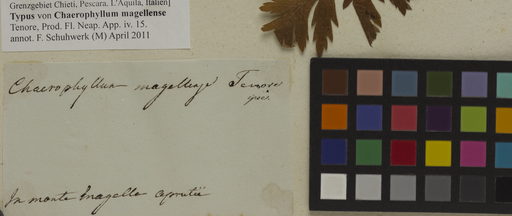 Grenzgebiet Chieti, Pescara, L'Aquila, Italien]
Typus von Chaerophyllum magellense
Tenore, Prod. Fl. Neap. App. iv. 15.
annot. F. Schuhwerk (M) April 2011
Chaerophyllum magellense Tenore
ipse.
In monte Magella aprutii